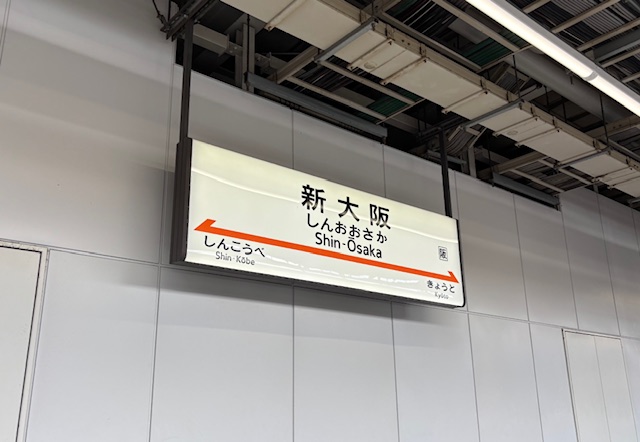 新大阪
しんおおさか
Shin-Ōsaka
しんこうべ
Shin-Kōbe
阪
きょうと
Kyōto